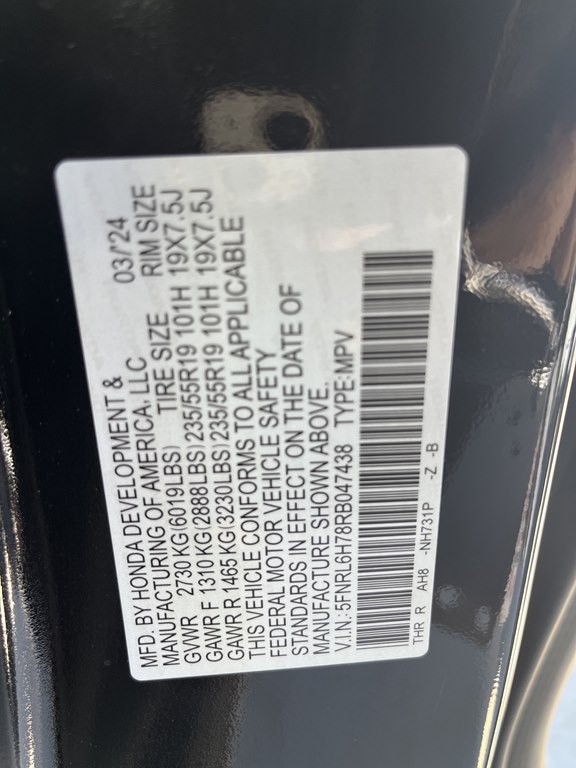 MFD. BY HONDA DEVELOPMENT &
MANUFACTURING OF AMERICA, LLC 03/'24
TIRE SIZE RIM SIZE
GVWR 2730 KG(6019LBS)
GAWR F 1310 KG(2888LBS) 235/55R19 101H 19X7.5J
GAWR R 1465 KG(3230LBS) 235/55R19 101H 19X7.5J
THIS VEHICLE CONFORMS TO ALL APPLICABLE
FEDERAL MOTOR VEHICLE SAFETY
STANDARDS IN EFFECT ON THE DATE OF
MANUFACTURE SHOWN ABOVE.
V.I.N.: 5FNRL6H78RB047438 TYPE:MPV
THR R AH8 -NH731P -Z -B